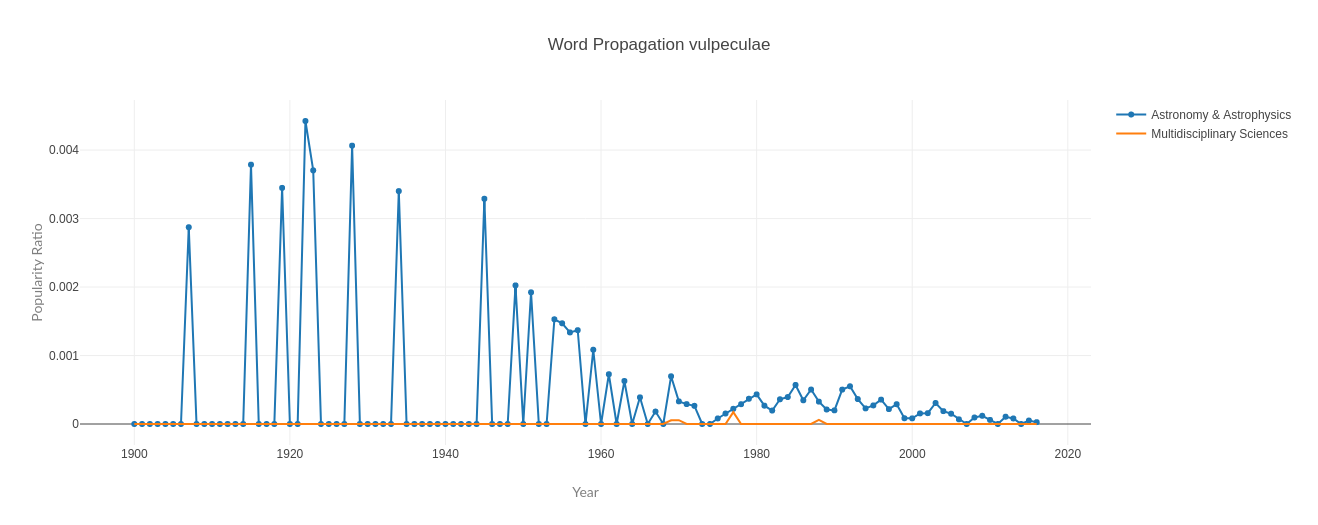 Word Propagation vulpeculae
Astronomy & Astrophysics
Multidisciplinary Sciences
Popularity Ratio
0.004
0.003
0.002
0.001
0
1900 1920 1940 1960 1980 2000 2020
Year